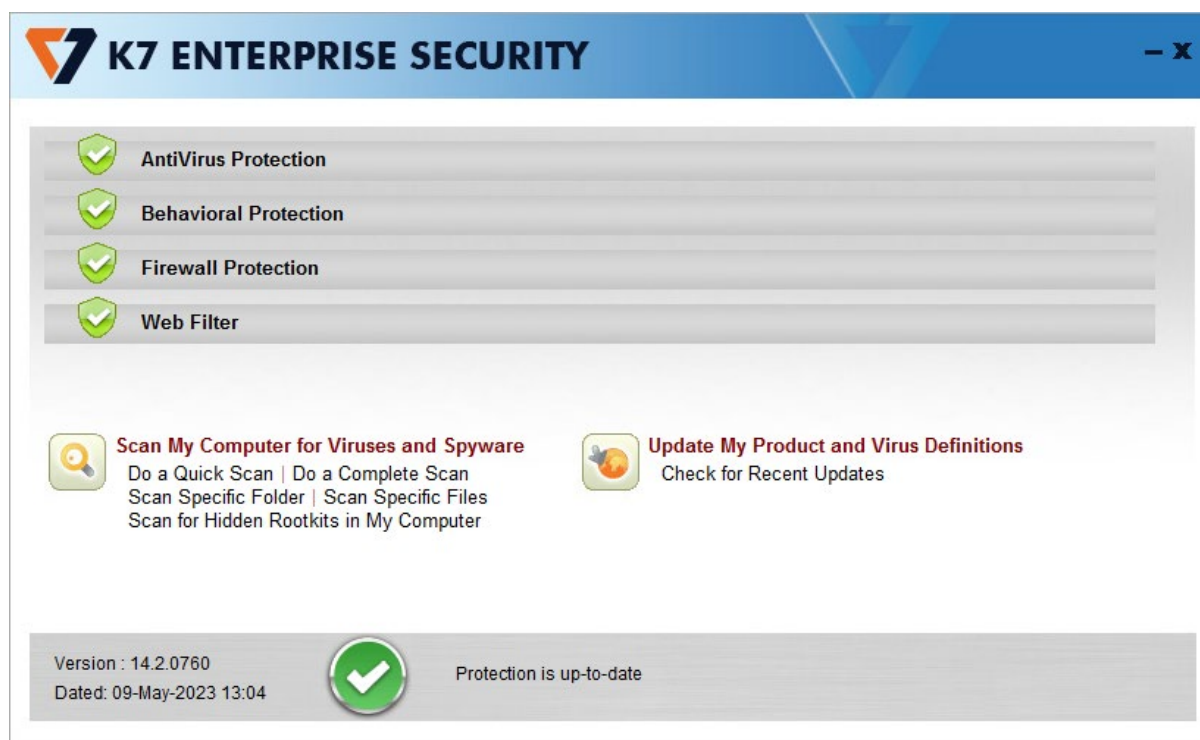 K7 ENTERPRISE SECURITY
AntiVirus Protection
Behavioral Protection
Firewall Protection
Web Filter
Scan My Computer for Viruses and Spyware
Do a Quick Scan | Do a Complete Scan
Scan Specific Folder | Scan Specific Files
Scan for Hidden Rootkits in My Computer
Update My Product and Virus Definitions
Check for Recent Updates
Version : 14.2.0760
Dated: 09-May-2023 13:04
Protection is up-to-date